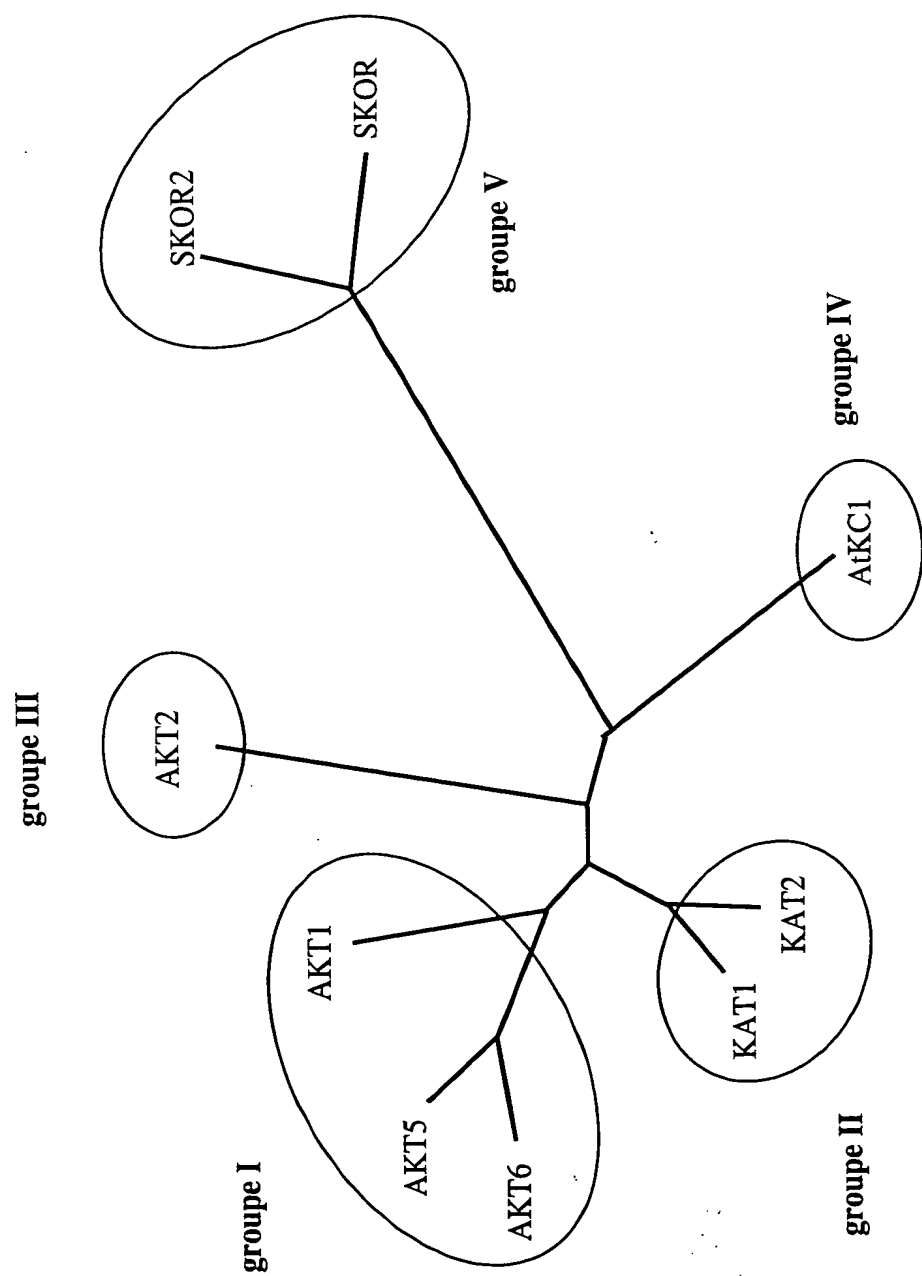 groupe III
AKT2
SKOR2
SKOR
groupe V
groupe I
AKT1
AKT5
AKT6
KAT1
KAT2
groupe II
AtKC1
groupe IV